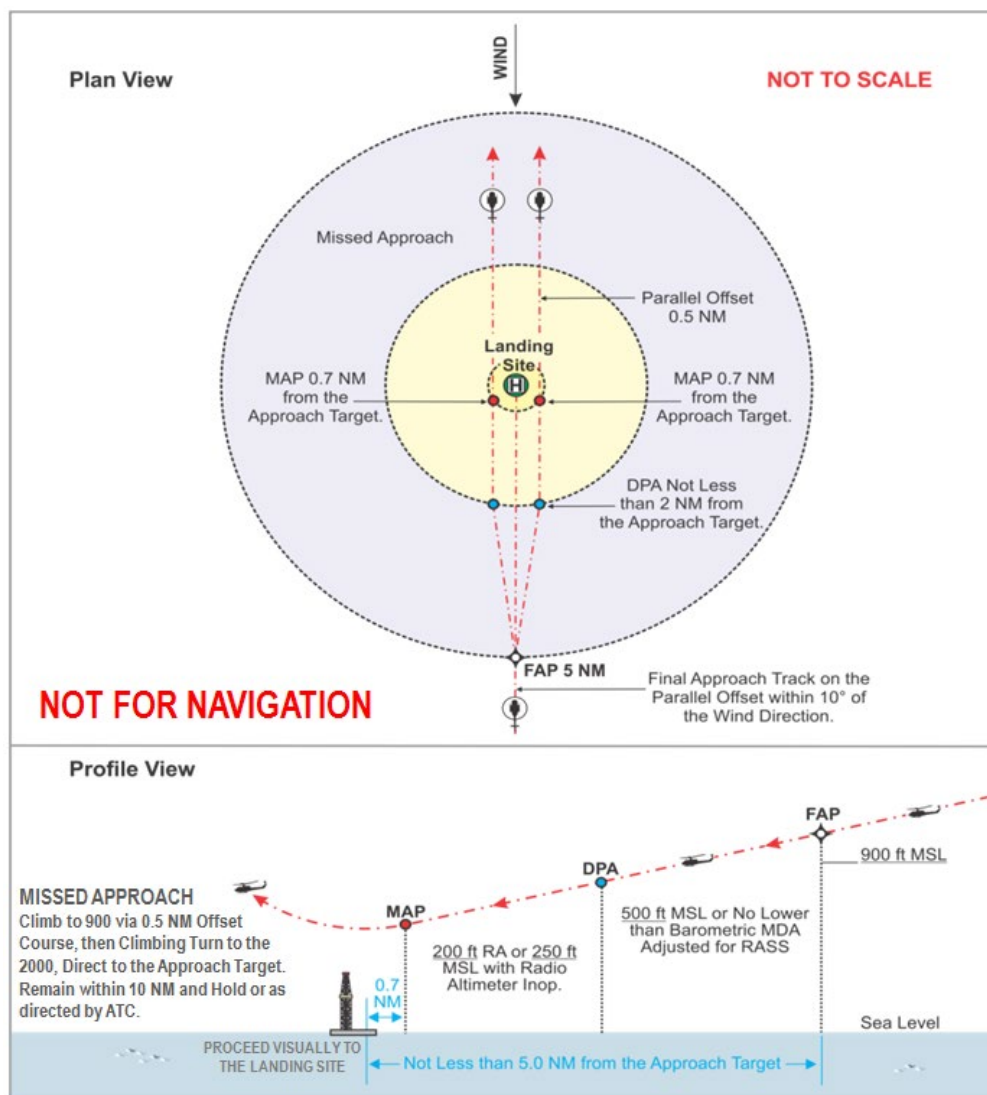 Plan View
WIND
NOT TO SCALE
Missed Approach
Parallel Offset
0.5 NM
Landing
Site
H
MAP 0.7 NM
from the
Approach Target.
MAP 0.7 NM
from the
Approach Target.
DPA Not Less
than 2 NM from
the Approach Target.
FAP 5 NM
Final Approach Track on the
Parallel Offset within 10° of
the Wind Direction.
NOT FOR NAVIGATION
Profile View
FAP
900 ft MSL
DPA
500 ft MSL or No Lower
than Barometric MDA
Adjusted for RASS
MAP
200 ft RA or 250 ft
MSL with Radio
Altimeter Inop.
MISSED APPROACH
Climb to 900 via 0.5 NM Offset
Course, then Climbing Turn to the
2000, Direct to the Approach Target.
Remain within 10 NM and Hold or as
directed by ATC.
0.7
NM
Sea Level
PROCEED VISUALLY TO
THE LANDING SITE
Not Less than 5.0 NM from the Approach Target